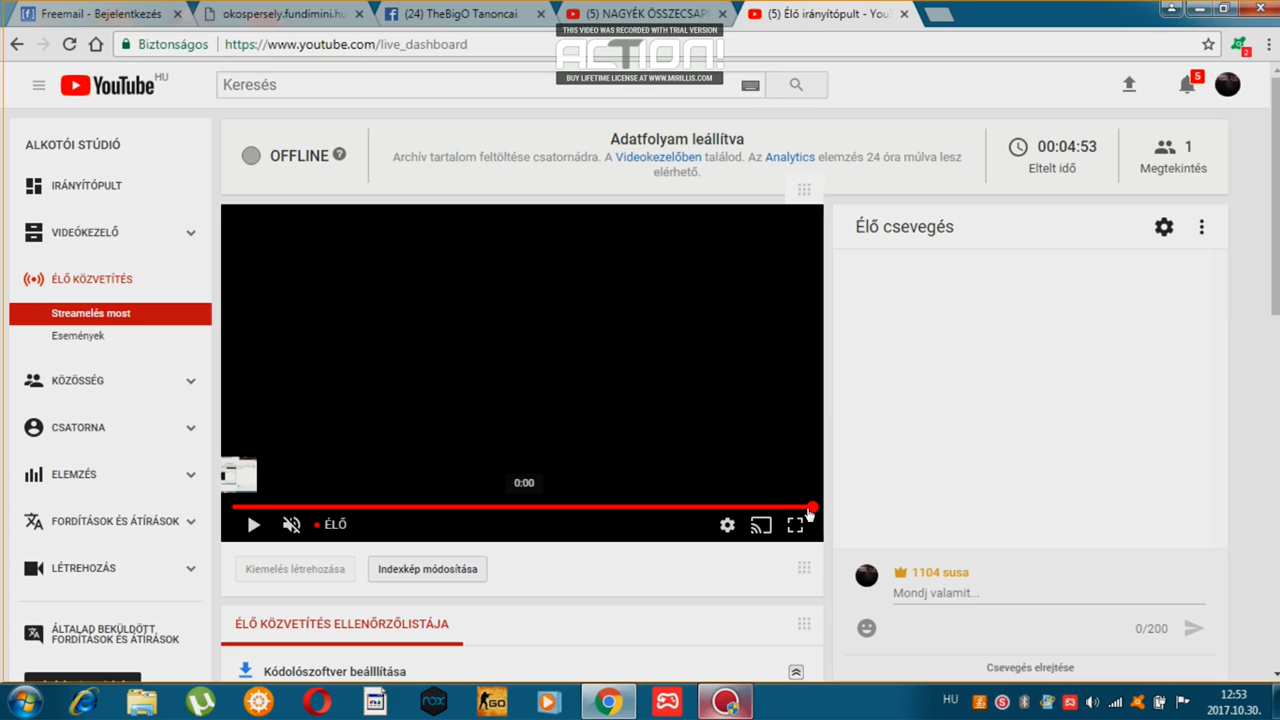 Freemail - Bejelentkezés
okospersely.fundimini.hu
(24) TheBigO Tanoncai
(5) NAGYÉK ÖSSZECSAP
(5) Élő irányítópult - You
THIS VIDEO WAS RECORDED WITH TRIAL VERSION
ACTION!
BUY LIFETIME LICENSE AT WWW.MIRILLIS.COM
Biztonságos
https://www.youtube.com/live_dashboard
YouTube HU
Keresés
5
ALKOTÓI STÚDIÓ
IRÁNYÍTÓPULT
VIDEÓKEZELŐ
ÉLŐ KÖZVETÍTÉS
Streamelés most
Események
KÖZÖSSÉG
CSATORNA
ELEMZÉS
FORDÍTÁSOK ÉS ÁTÍRÁSOK
LÉTREHOZÁS
ÁLTALAD BEKÜLDÖTT
FORDÍTÁSOK ÉS ÁTÍRÁSOK
OFFLINE
Adatfolyam leállítva
Archív tartalom feltöltése csatornádra. A Videokezelőben találod. Az Analytics elemzés 24 óra múlva lesz
elérhető.
00:04:53
Eltelt idő
1
Megtekintés
0:00
ÉLŐ
Kiemelés létrehozása
Indexkép módosítása
ÉLŐ KÖZVETÍTÉS ELLENŐRZŐLISTÁJA
Kódolószoftver beállítása
Élő csevegés
1104 susa
Mondj valamit...
0/200
Csevegés elrejtése
nox
GO
HU
12:53
2017.10.30.